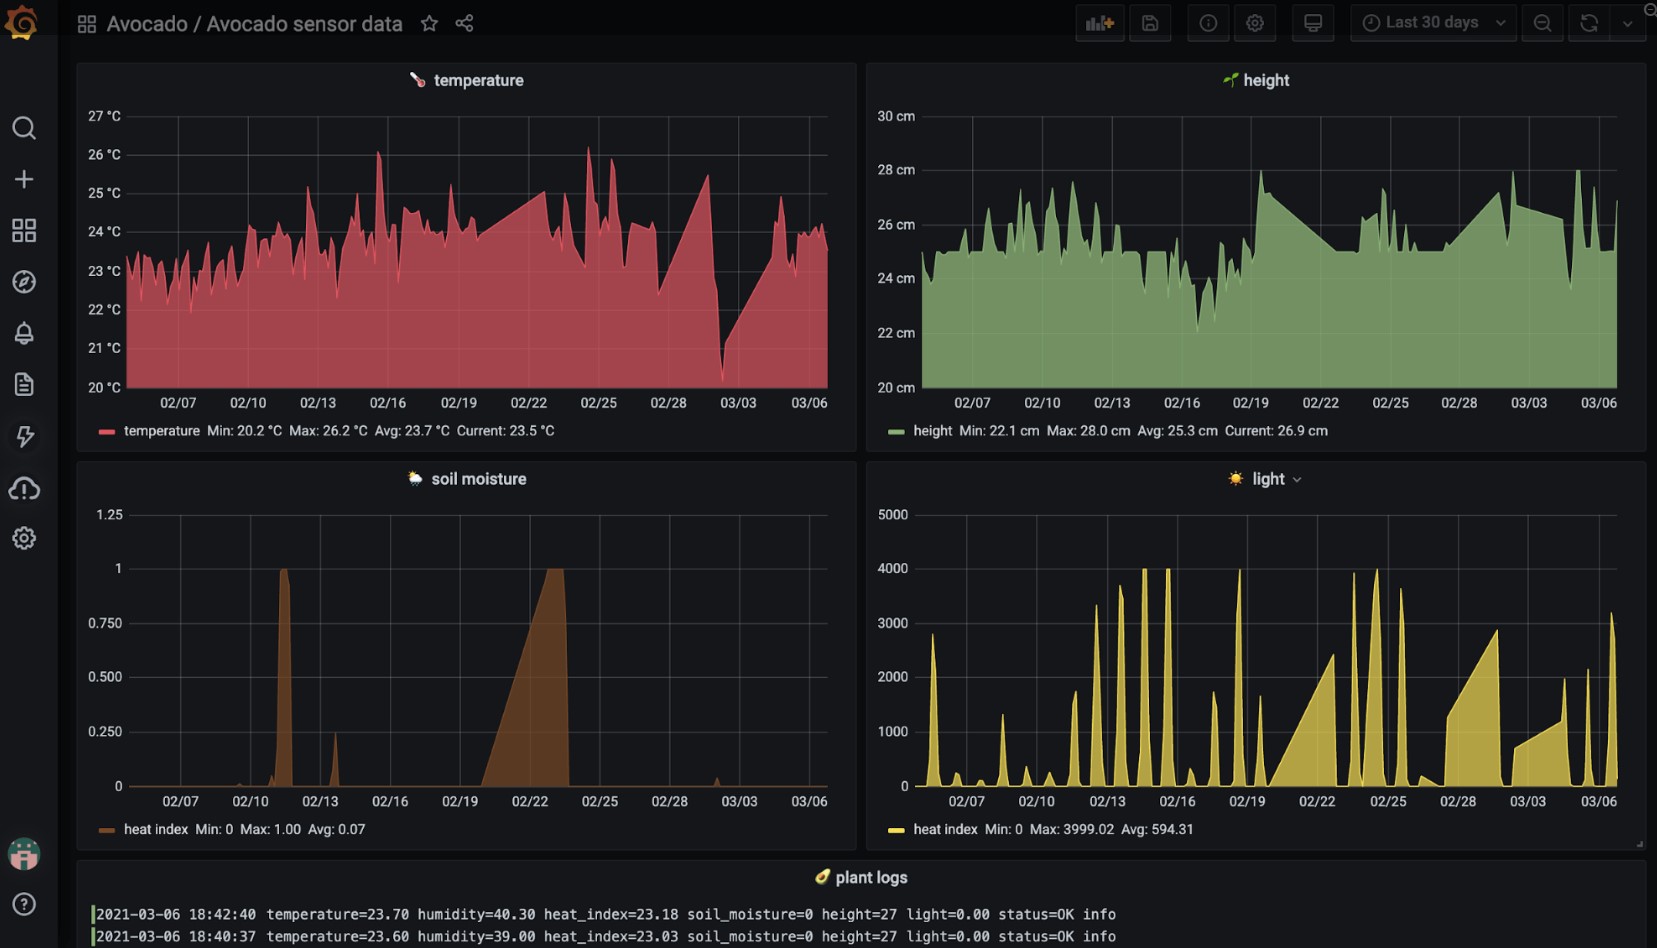 Avocado / Avocado sensor data
Last 30 days
temperature
27 °C
26 °C
25 °C
24 °C
23 °C
22 °C
21 °C
20 °C
02/07 02/10 02/13 02/16 02/19 02/22 02/25 02/28 03/03 03/06
temperature Min: 20.2 °C Max: 26.2 °C Avg: 23.7 °C Current: 23.5 °C
height
30 cm
28 cm
26 cm
24 cm
22 cm
20 cm
02/07 02/10 02/13 02/16 02/19 02/22 02/25 02/28 03/03 03/06
height Min: 22.1 cm Max: 28.0 cm Avg: 25.3 cm Current: 26.9 cm
soil moisture
1.25
1
0.750
0.500
0.250
0
02/07 02/10 02/13 02/16 02/19 02/22 02/25 02/28 03/03 03/06
heat index Min: 0 Max: 1.00 Avg: 0.07
light
5000
4000
3000
2000
1000
0
02/07 02/10 02/13 02/16 02/19 02/22 02/25 02/28 03/03 03/06
heat index Min: 0 Max: 3999.02 Avg: 594.31
plant logs
2021-03-06 18:42:40 temperature=23.70 humidity=40.30 heat_index=23.18 soil_moisture=0 height=27 light=0.00 status=OK info
2021-03-06 18:40:37 temperature=23.60 humidity=39.00 heat_index=23.03 soil_moisture=0 height=27 light=0.00 status=OK info